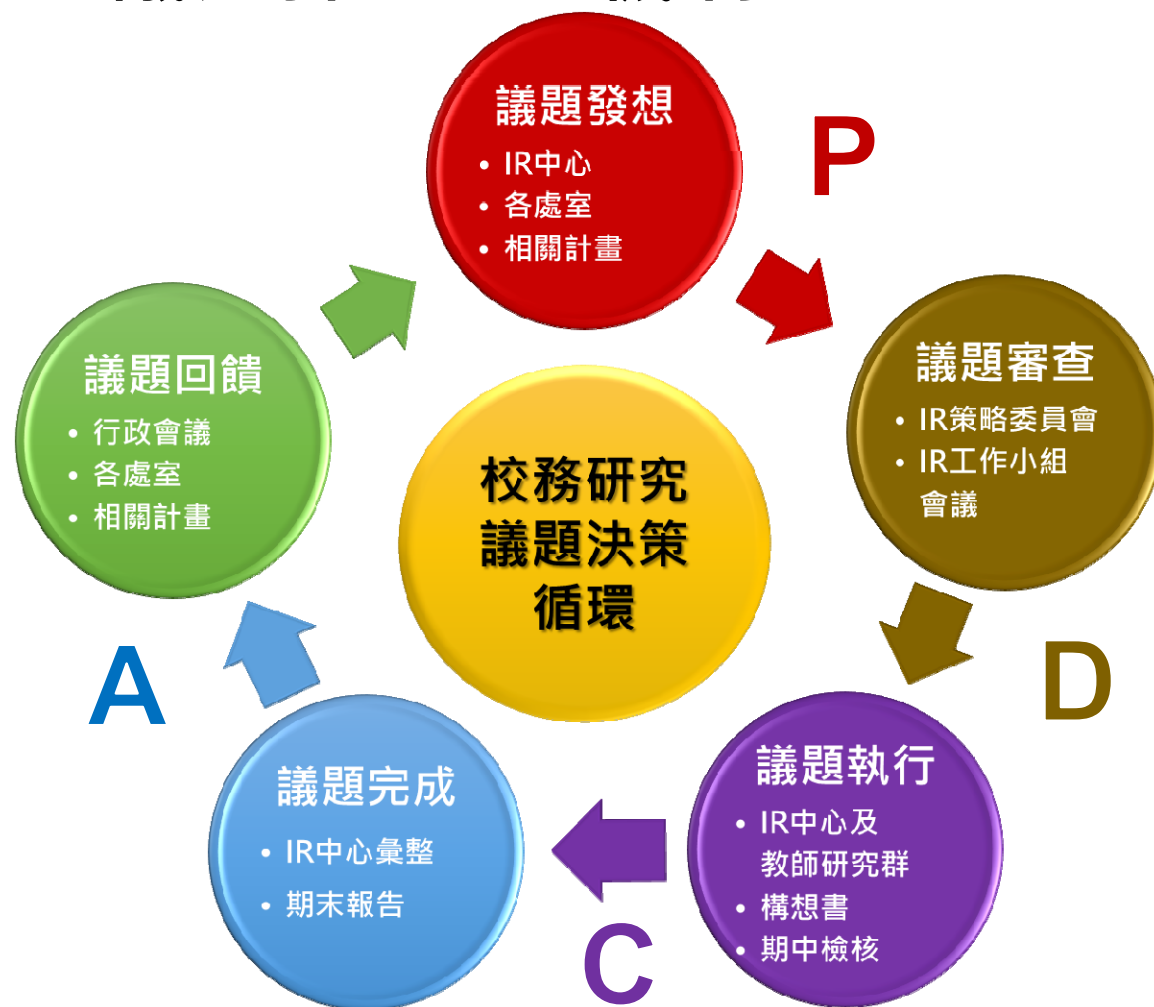 議題發想
• IR中心
• 各處室
• 相關計畫
P
議題審查
• IR策略委員會
• IR工作小組
會議
D
議題執行
• IR中心及
教師研究群
• 構想書
• 期中檢核
C
議題完成
• IR中心彙整
• 期末報告
A
議題回饋
• 行政會議
• 各處室
• 相關計畫
校務研究
議題決策
循環